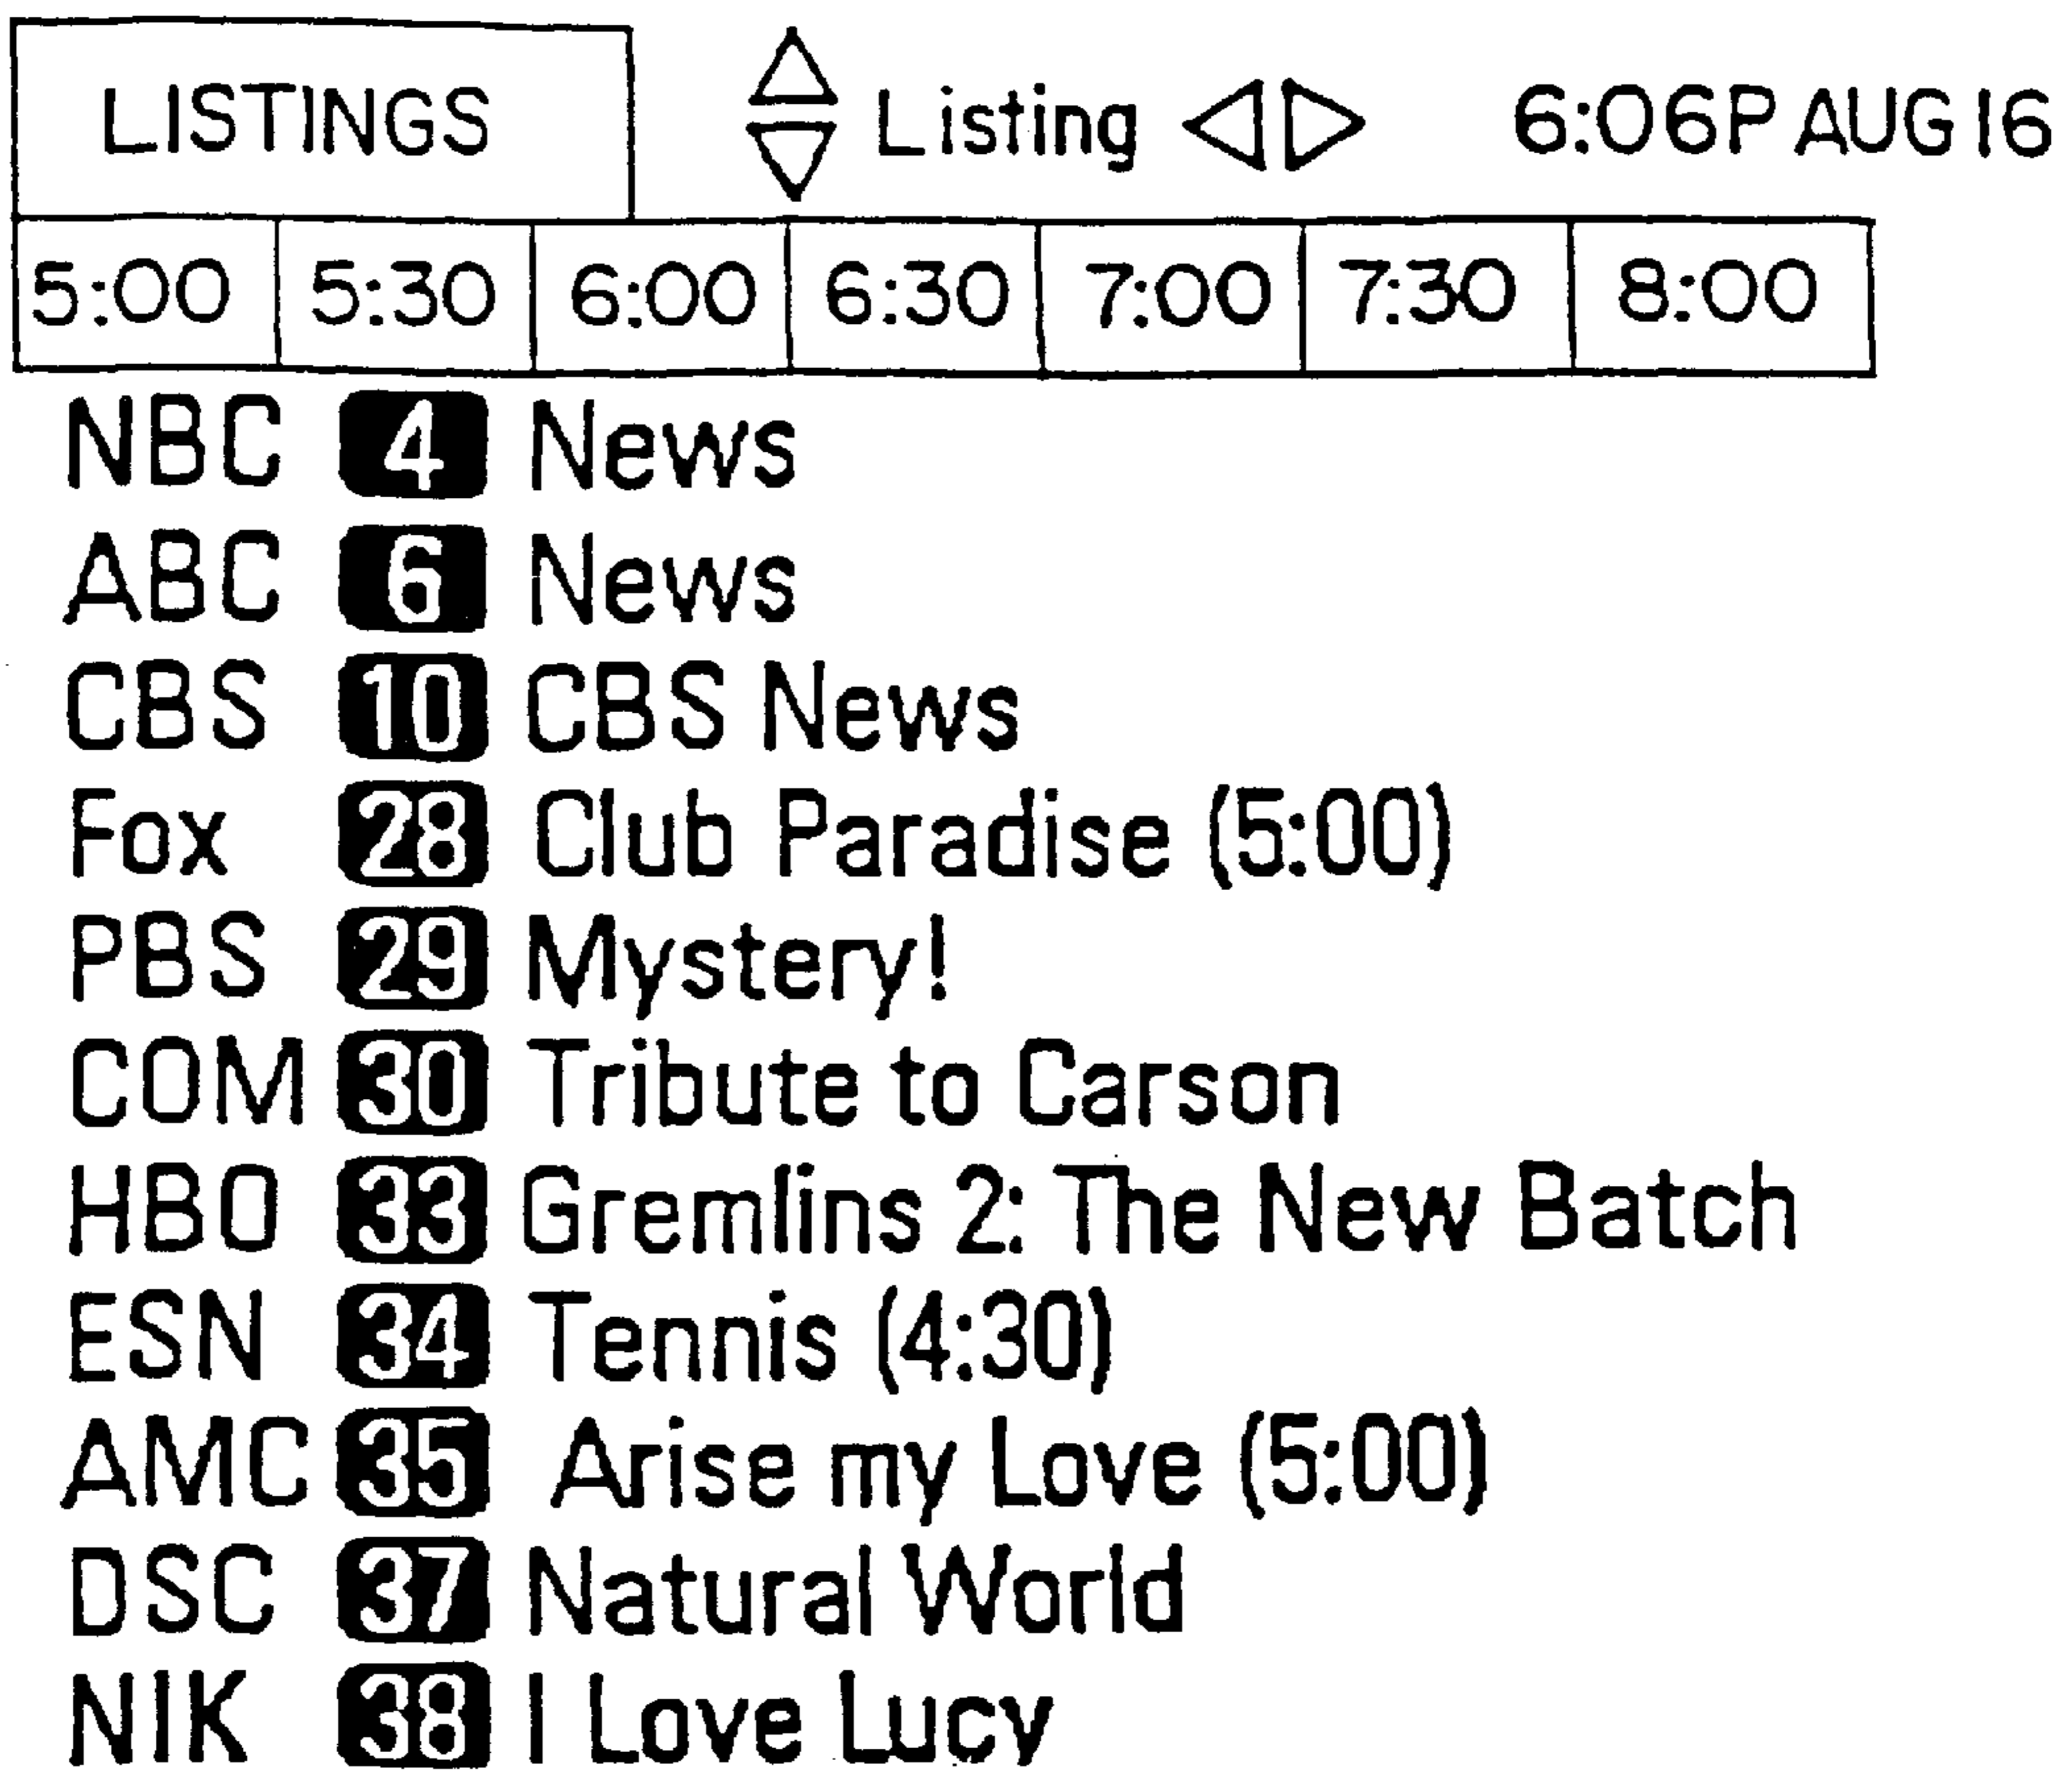 LISTINGS Listing 6:06P AUG 16
5:00 5:30 6:00 6:30 7:00 7:30 8:00
NBC 4 News
ABC 6 News
CBS 10 CBS News
Fox 28 Club Paradise (5:00)
PBS 29 Mystery!
COM 30 Tribute to Carson
HBO 33 Gremlins 2: The New Batch
ESN 34 Tennis (4:30)
AMC 35 Arise my Love (5:00)
DSC 37 Natural World
NIK 38 I Love Lucy